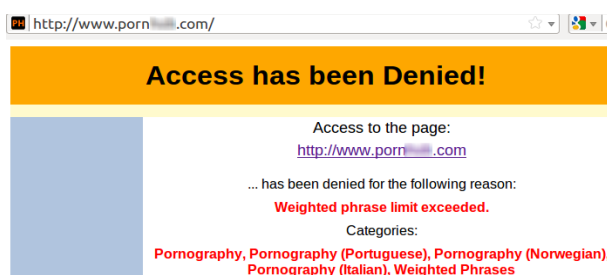 PH http://www.porn .com/
Access has been Denied!
Access to the page:
http://www.porn .com
... has been denied for the following reason:
Weighted phrase limit exceeded.
Categories:
Pornography, Pornography (Portuguese), Pornography (Norwegian)
Pornography (Italian), Weighted Phrases